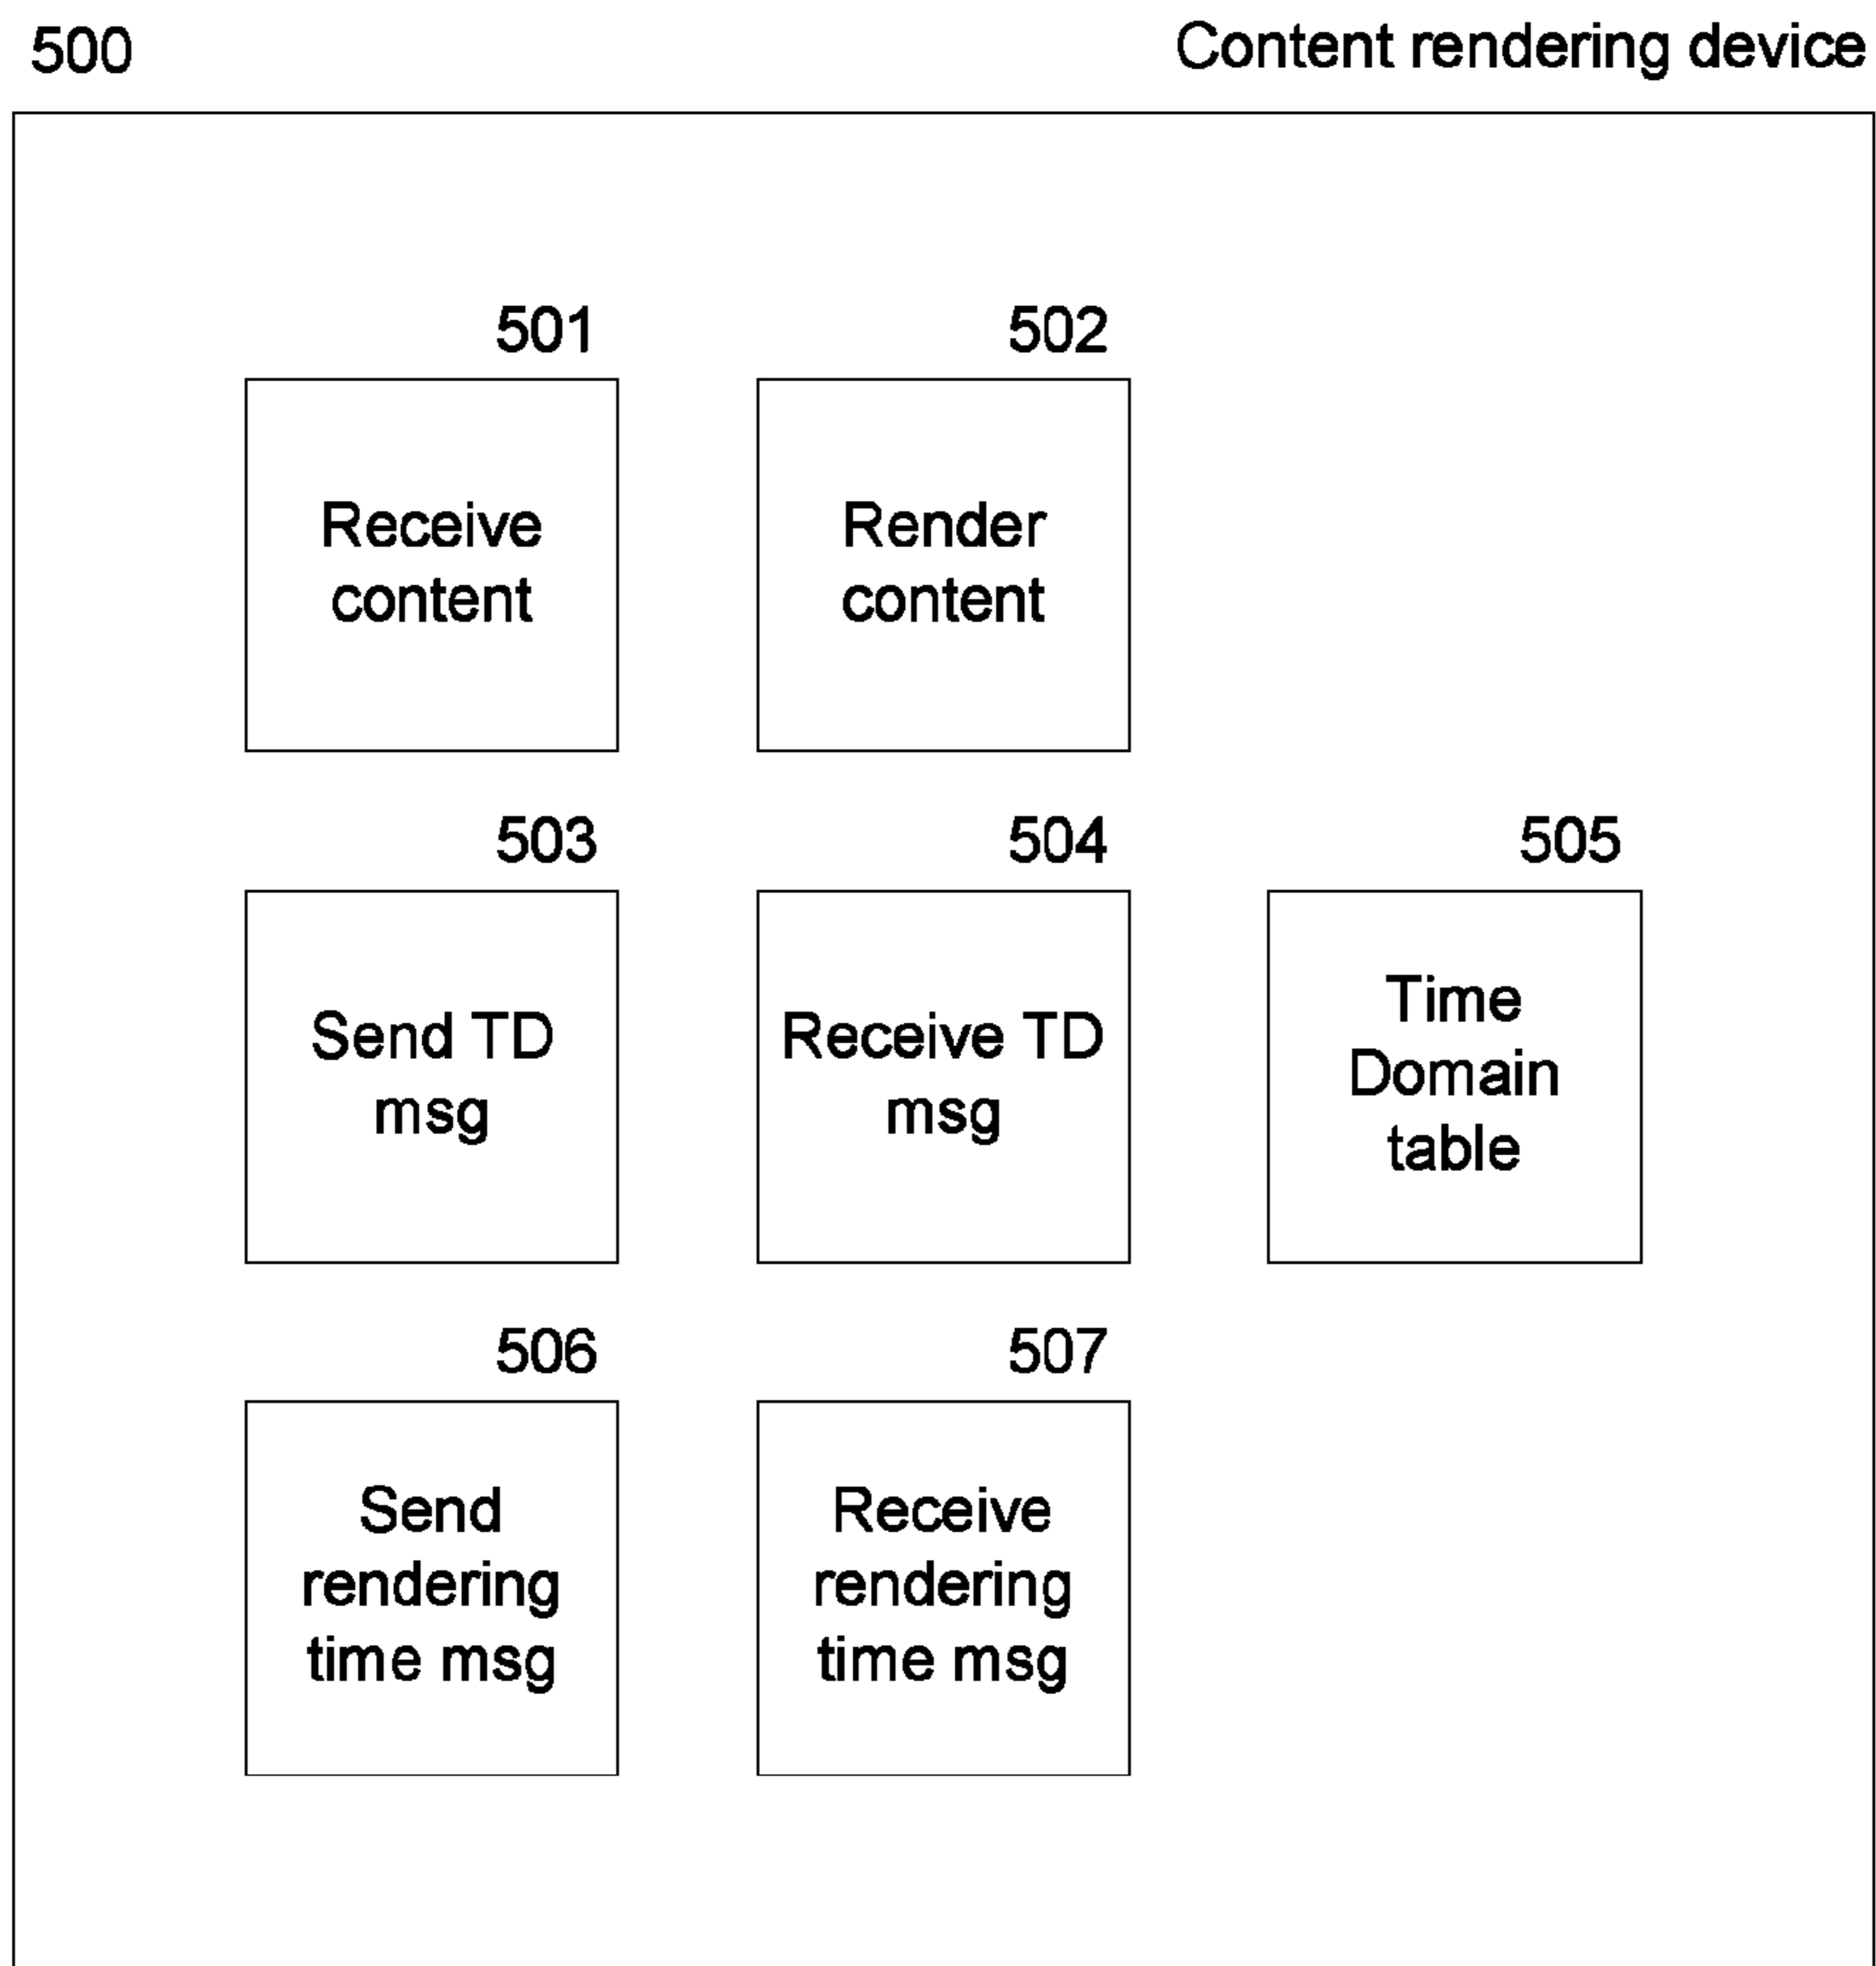 500
Content rendering device
501
502
Receive
content
Render
content
503
504
505
Send TD
msg
Receive TD
msg
Time
Domain
table
506
507
Send
rendering
time msg
Receive
rendering
time msg